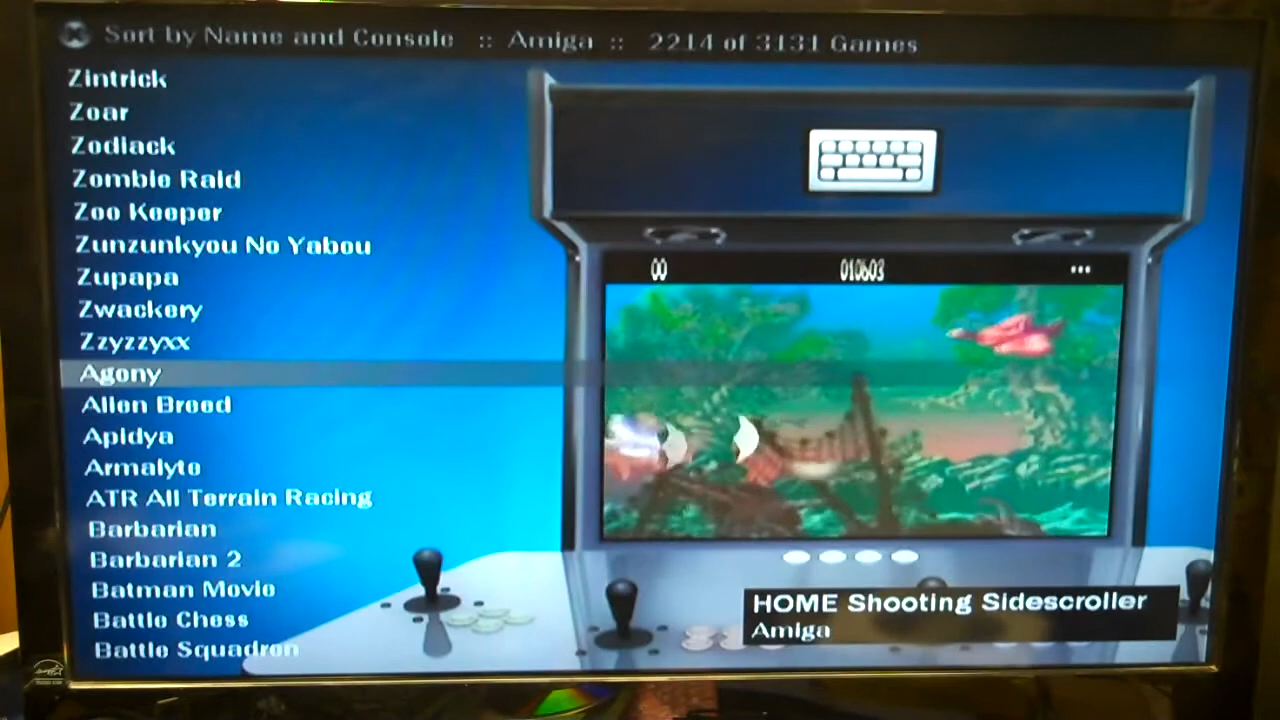 Sort by Name and Console :: Amiga :: 2214 of 3131 Games
Zintrick
Zoar
Zodiack
Zombie Raid
Zoo Keeper
Zunzunkyou No Yabou
Zupapa
Zwackery
Zzyzzyxx
Agony
Alien Breed
Apidya
Armalyte
ATR All Terrain Racing
Barbarian
Barbarian 2
Batman Movie
Battle Chess
Battle Squadron
00 010603 ...
HOME Shooting Sidescroller
Amiga